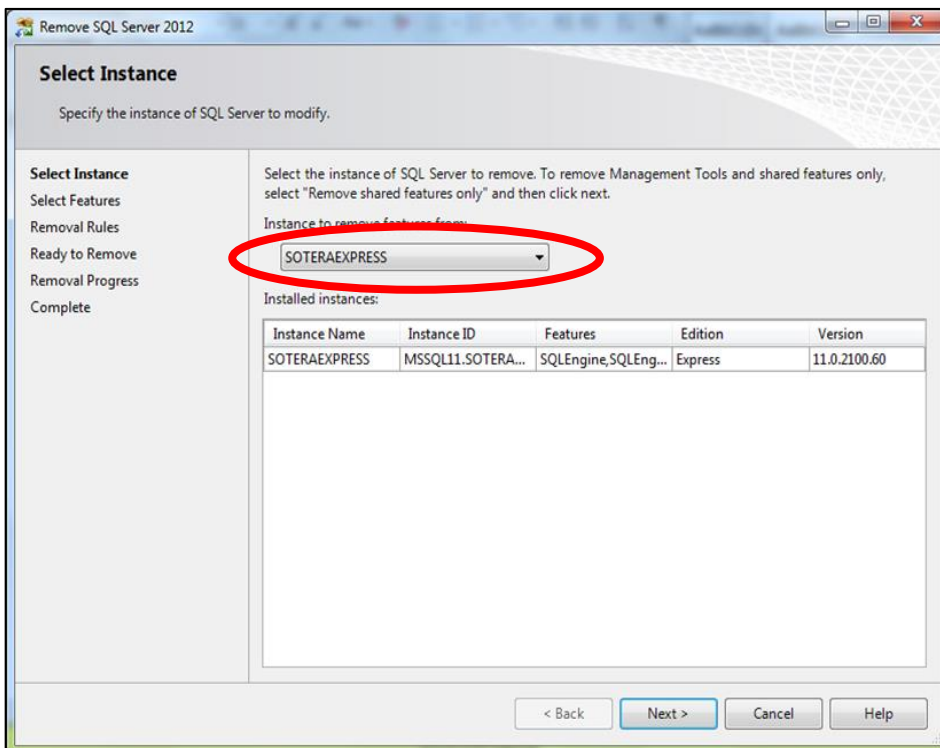 Remove SQL Server 2012
Select Instance
Specify the instance of SQL Server to modify.
Select Instance
Select Features
Removal Rules
Ready to Remove
Removal Progress
Complete
Select the instance of SQL Server to remove. To remove Management Tools and shared features only,
select "Remove shared features only" and then click next.
Instance to remove features from:
SOTERAEXPRESS
Installed instances:
Instance Name Instance ID Features Edition Version
SOTERAEXPRESS MSSQL11.SOTERA... SQLEngine,SQLEng... Express 11.0.2100.60
< Back Next > Cancel Help